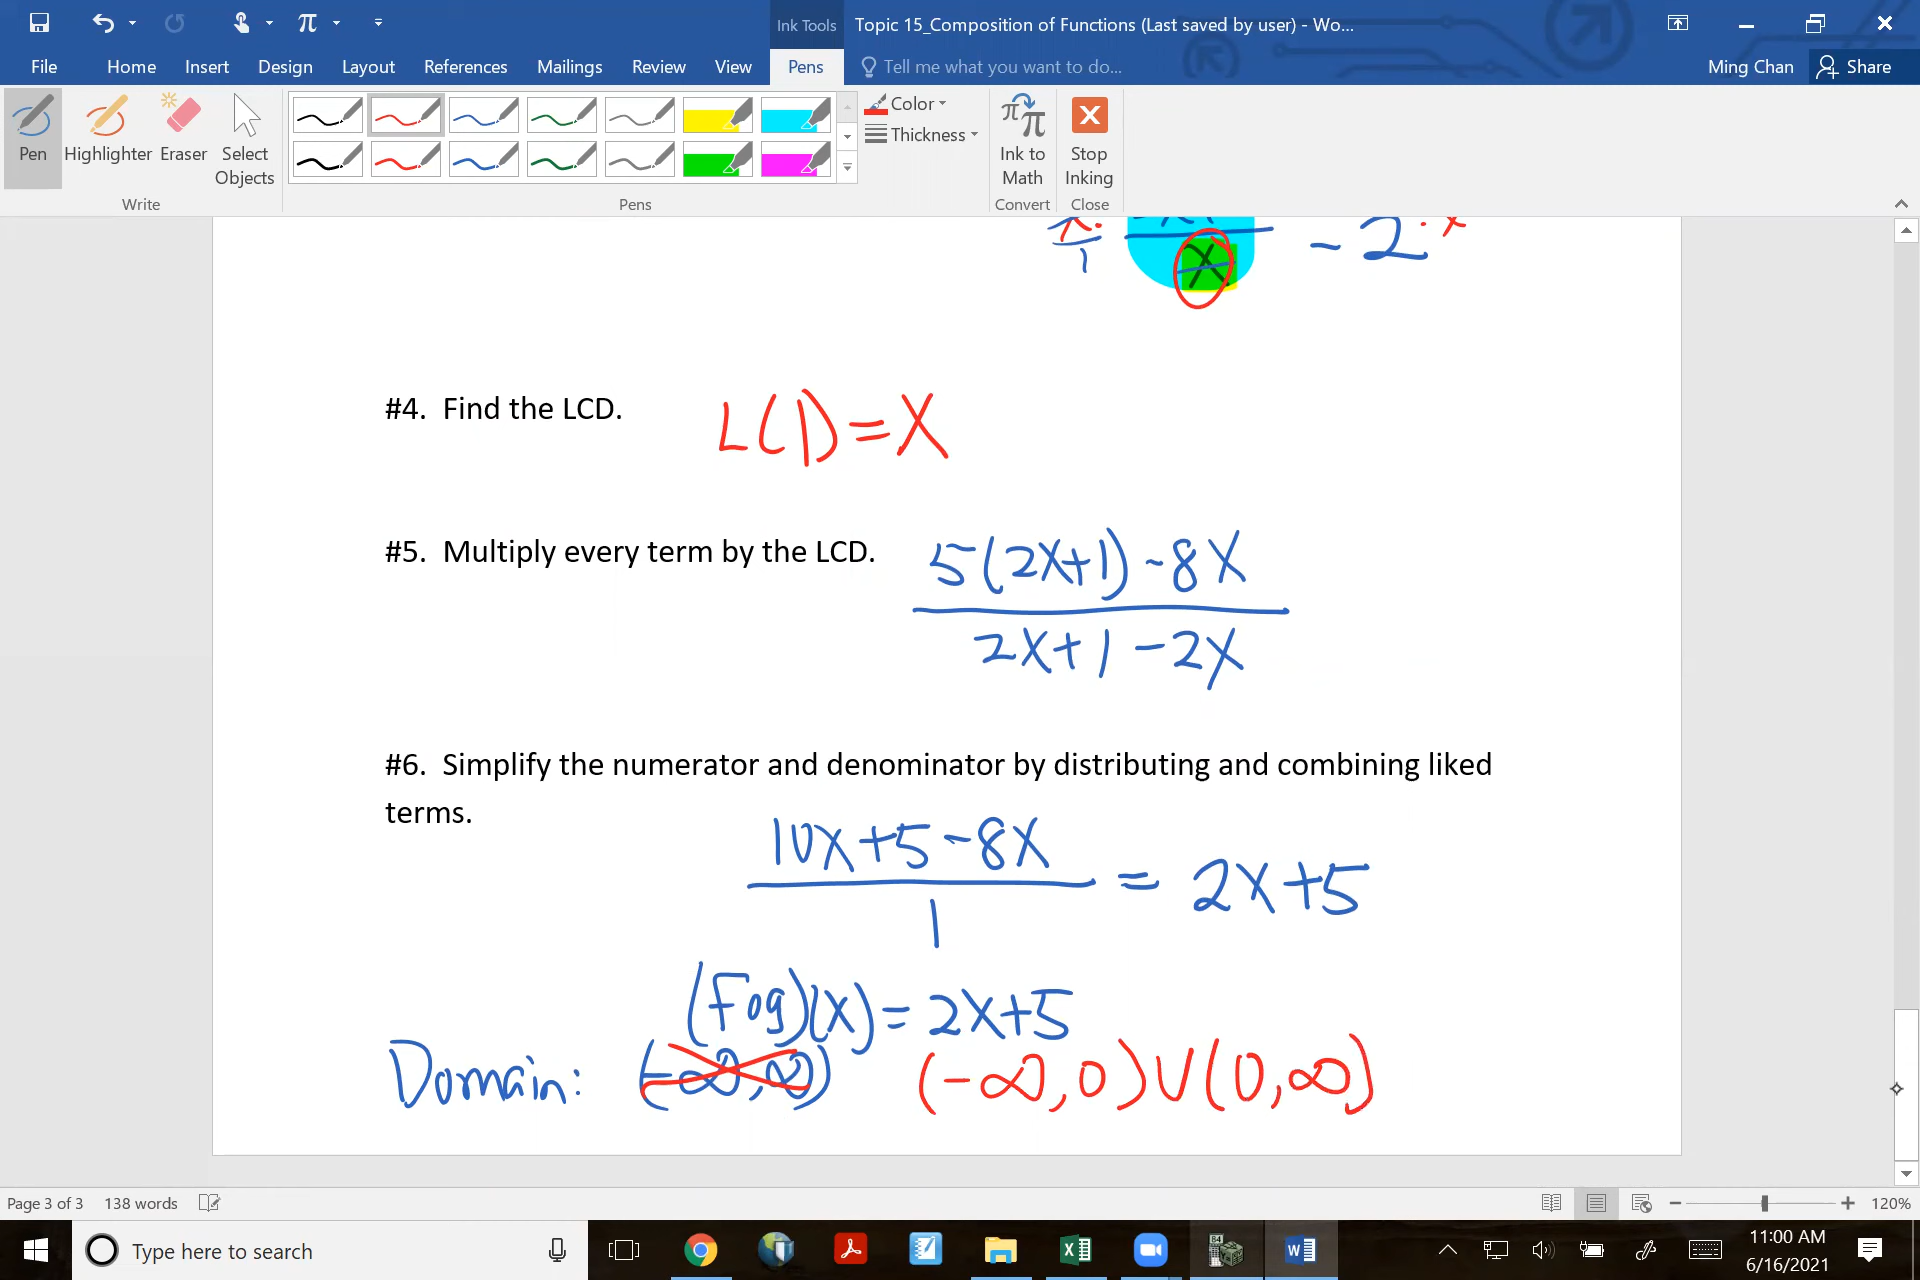 Ink Tools Topic 15_Composition of Functions (Last saved by user) - Wo...
File Home Insert Design Layout References Mailings Review View Pens Tell me what you want to do... Ming Chan Share
Pen Highlighter Eraser Select Objects Color Thickness Ink to Math Stop Inking
Write Pens Convert Close
x· / 1
x - 2 · x
#4. Find the LCD. LCD = X
#5. Multiply every term by the LCD. 5(2X+1) - 8X
2X+1 - 2X
#6. Simplify the numerator and denominator by distributing and combining liked
terms.
10X+5-8X
1
= 2X+5
(Fog)(X) = 2X+5
Domain: (-∞,∞) (-∞,0)U(0,∞)
Page 3 of 3 138 words 120%
Type here to search
11:00 AM
6/16/2021